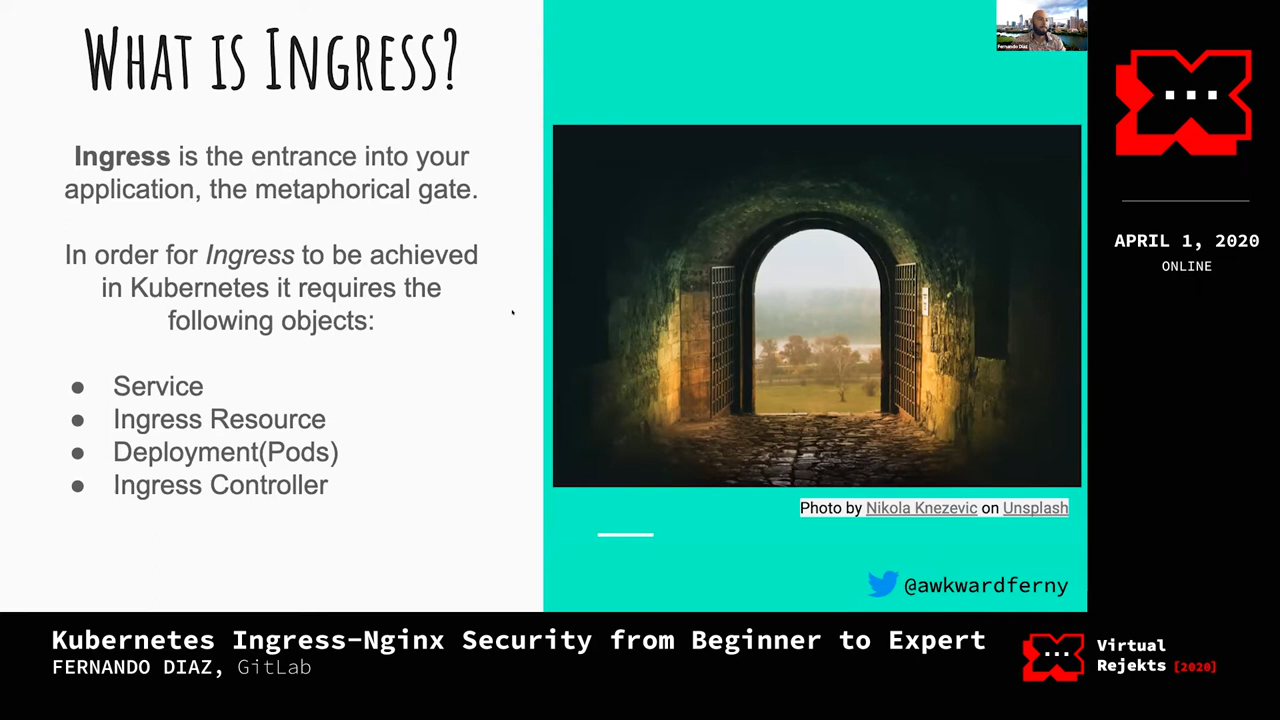 WHAT IS INGRESS?
Ingress is the entrance into your
application, the metaphorical gate.
In order for Ingress to be achieved
in Kubernetes it requires the
following objects:
● Service
● Ingress Resource
● Deployment(Pods)
● Ingress Controller
Fernando Diaz
Photo by Nikola Knezevic on Unsplash
@awkwardferny
APRIL 1, 2020
ONLINE
Kubernetes Ingress-Nginx Security from Beginner to Expert
FERNANDO DIAZ, GitLab
Virtual
Rejekts [2020]